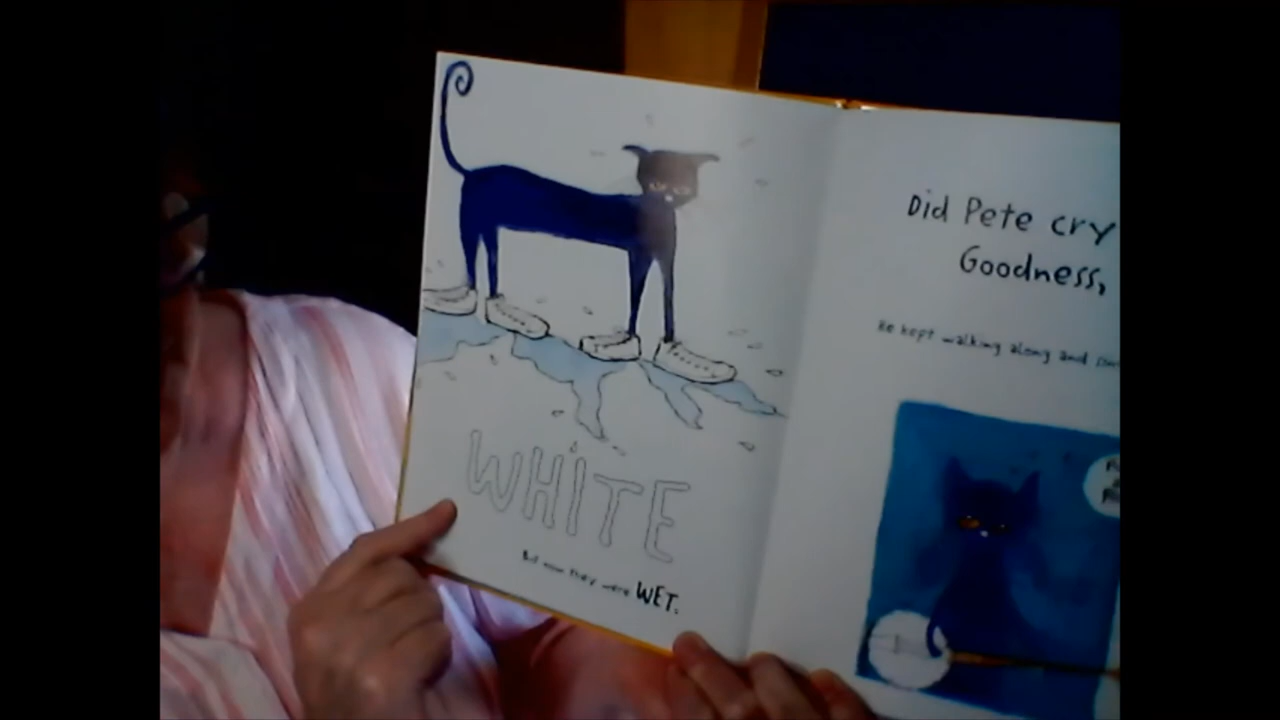 WHITE
But now they were WET.
Did Pete cry
Goodness,
He kept walking along and